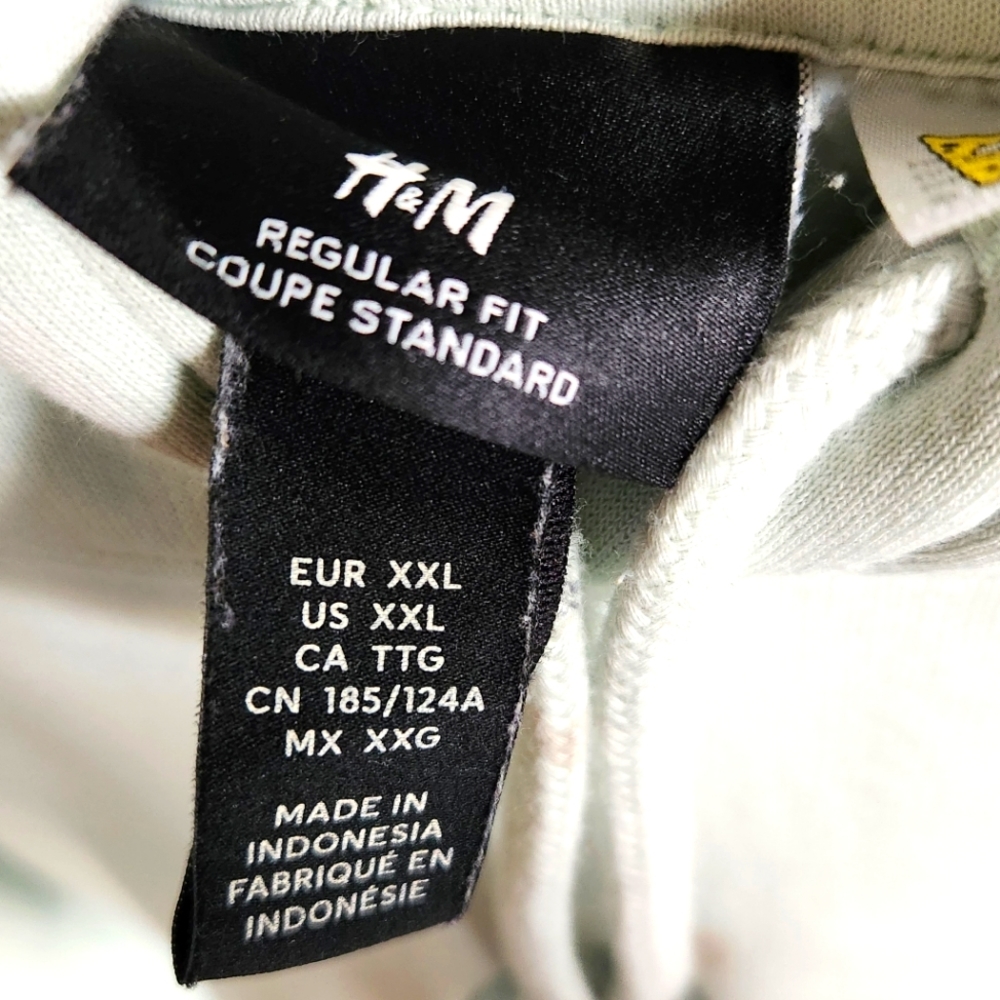 H&M
REGULAR FIT
COUPE STANDARD
EUR XXL
US XXL
CA TTG
CN 185/124A
MX XXG
MADE IN
INDONESIA
FABRIQUÉ EN
INDONÉSIE